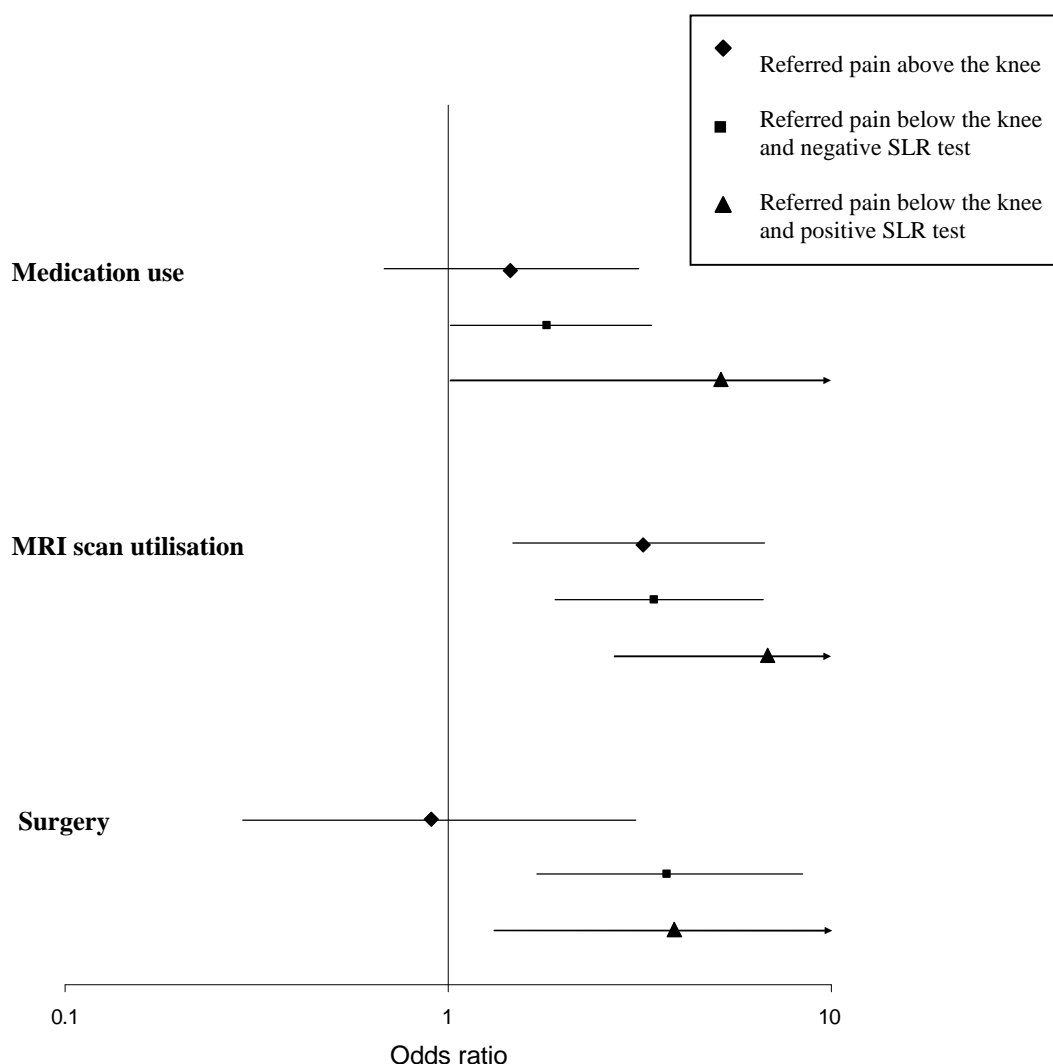 Referred pain above the knee
Referred pain below the knee
and negative SLR test
Referred pain below the knee
and positive SLR test
Medication use
MRI scan utilisation
Surgery
0.1
1
10
Odds ratio